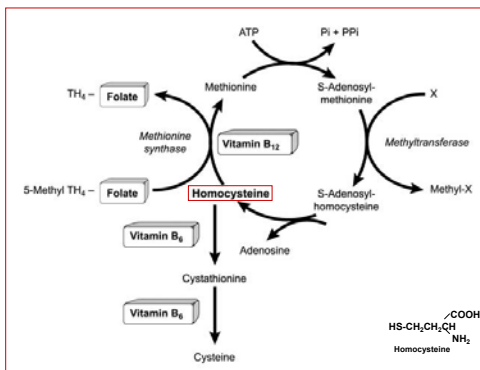 ATP
Pi + PPi
TH₄ – Folate
Methionine
S-Adenosyl-
methionine
X
Methionine
synthase
Vitamin B₁₂
Methyltransferase
5-Methyl TH₄ – Folate
Homocysteine
S-Adenosyl-
homocysteine
Methyl-X
Vitamin B₆
Adenosine
Cystathionine
Vitamin B₆
Cysteine
COOH
HS-CH₂CH₂CH
NH₂
Homocysteine